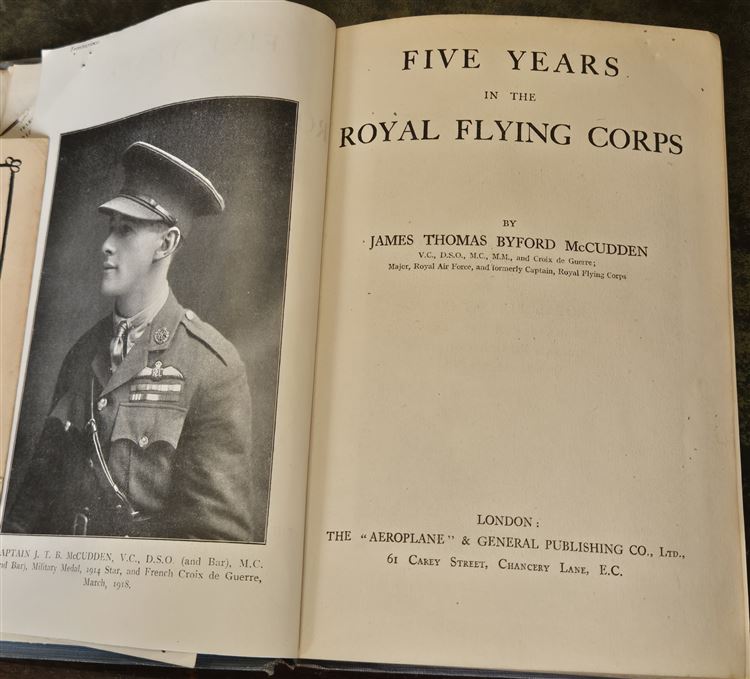 Frontispiece.
CAPTAIN J. T. B. McCUDDEN, V.C., D.S.O. (and Bar), M.C.
Bar), Military Medal, 1914 Star, and French Croix de Guerre,
March, 1918.
FIVE YEARS
IN THE
ROYAL FLYING CORPS
BY
JAMES THOMAS BYFORD McCUDDEN
V.C., D.S.O., M.C., M.M., and Croix de Guerre;
Major, Royal Air Force, and formerly Captain, Royal Flying Corps
LONDON:
THE "AEROPLANE" & GENERAL PUBLISHING CO., LTD.,
61 CAREY STREET, CHANCERY LANE, E.C.